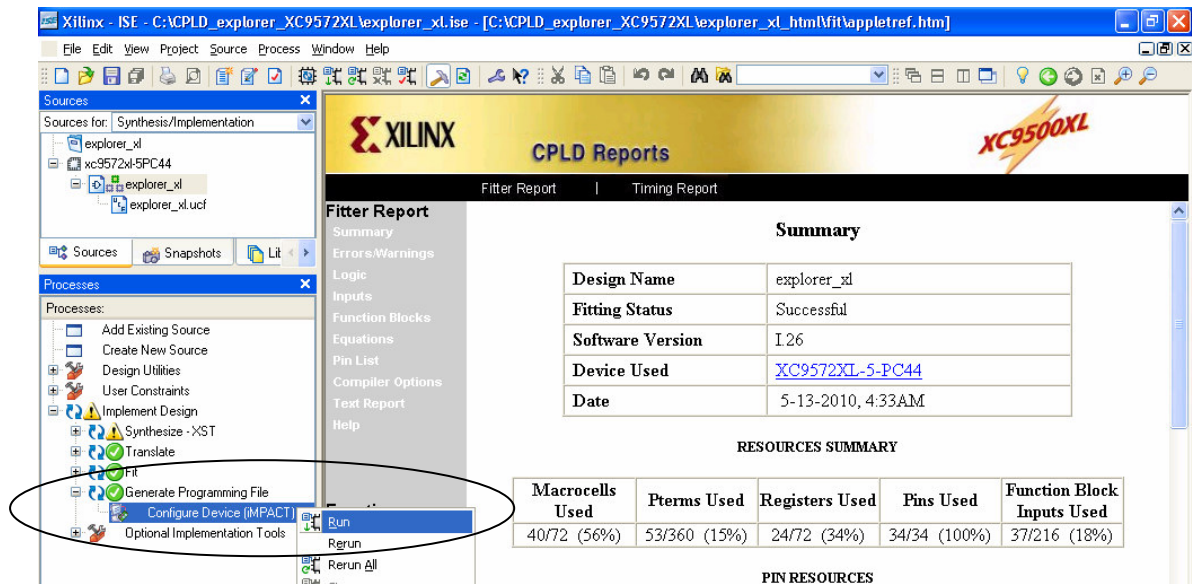 Xilinx - ISE - C:\CPLD_explorer_XC9572XL\explorer_xl.ise - [C:\CPLD_explorer_XC9572XL\explorer_xl_html\fit\appletref.htm]
File Edit View Project Source Process Window Help
Sources
Sources for: Synthesis/Implementation
explorer_xl
xc9572xl-5PC44
explorer_xl
explorer_xl.ucf
Sources Snapshots Lit
Processes
Processes:
Add Existing Source
Create New Source
Design Utilities
User Constraints
Implement Design
Synthesize - XST
Translate
Fit
Generate Programming File
Configure Device (iMPACT)
Optional Implementation Tools
Run
Rerun
Rerun All
XILINX
CPLD Reports
XC9500XL
Fitter Report | Timing Report
Fitter Report
Summary
Errors/Warnings
Logic
Inputs
Function Blocks
Equations
Pin List
Compiler Options
Text Report
Help
Summary
Design Name explorer_xl
Fitting Status Successful
Software Version I.26
Device Used XC9572XL-5-PC44
Date 5-13-2010, 4:33AM
RESOURCES SUMMARY
Macrocells Used Pterms Used Registers Used Pins Used Function Block Inputs Used
40/72 (56%) 53/360 (15%) 24/72 (34%) 34/34 (100%) 37/216 (18%)
PIN RESOURCES